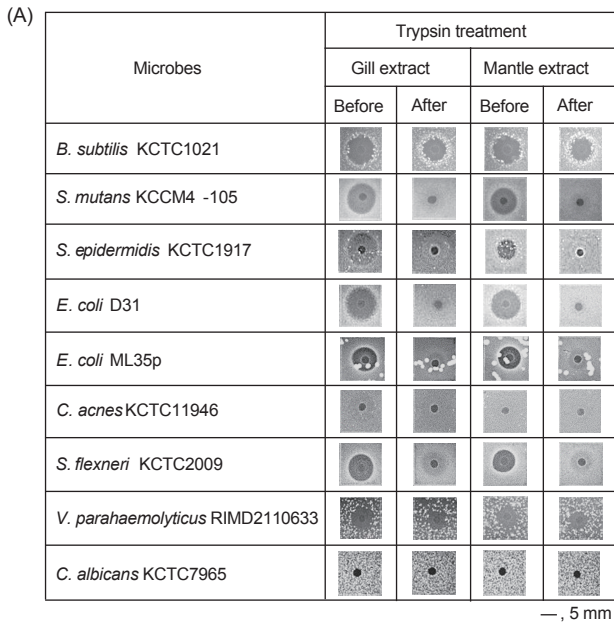 (A)
Microbes
Trypsin treatment
Gill extract Mantle extract
Before After Before After
B. subtilis KCTC1021
S. mutans KCCM4 -105
S. epidermidis KCTC1917
E. coli D31
E. coli ML35p
C. acnes KCTC11946
S. flexneri KCTC2009
V. parahaemolyticus RIMD2110633
C. albicans KCTC7965
—, 5 mm